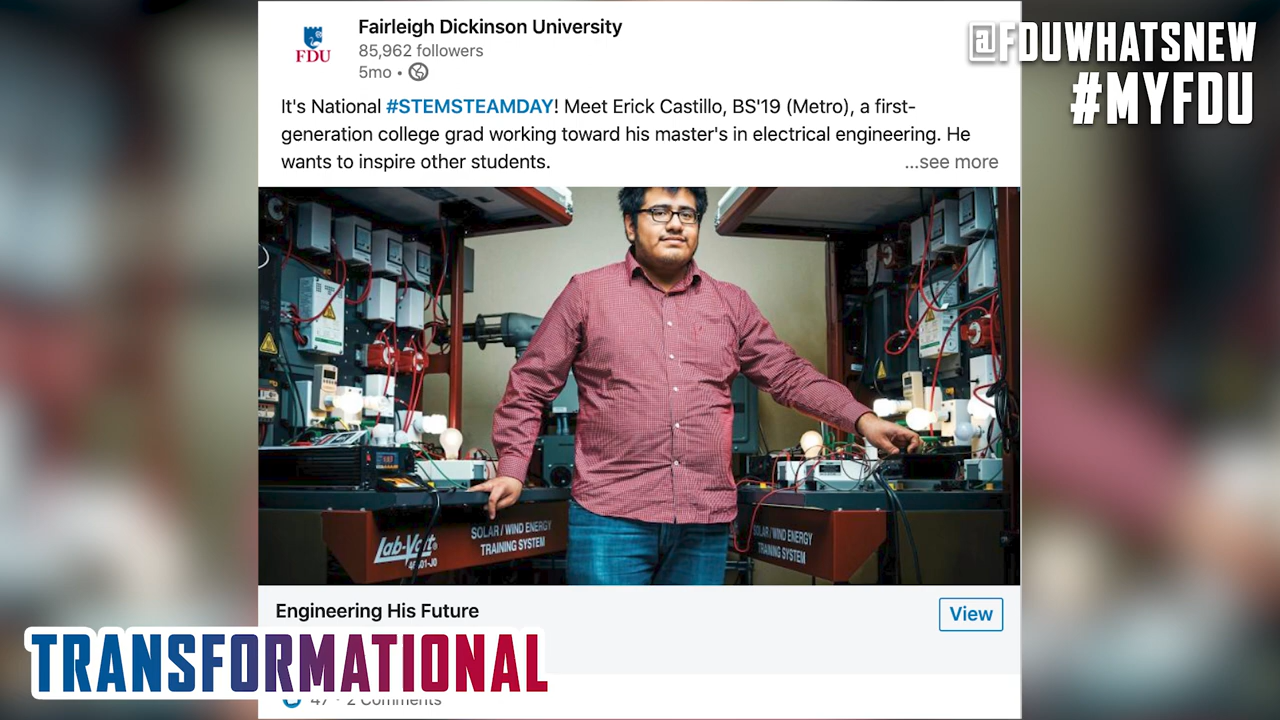 Fairleigh Dickinson University
85,962 followers
5mo •
FDU
@FDUWHATSNEW
#MYFDU
It's National #STEMSTEAMDAY! Meet Erick Castillo, BS'19 (Metro), a first-
generation college grad working toward his master's in electrical engineering. He
wants to inspire other students.
...see more
Lab-Volt®
SOLAR / WIND ENERGY
TRAINING SYSTEM
SOLAR / WIND ENERGY
TRAINING SYSTEM
Engineering His Future
View
TRANSFORMATIONAL
47 · 2 Comments